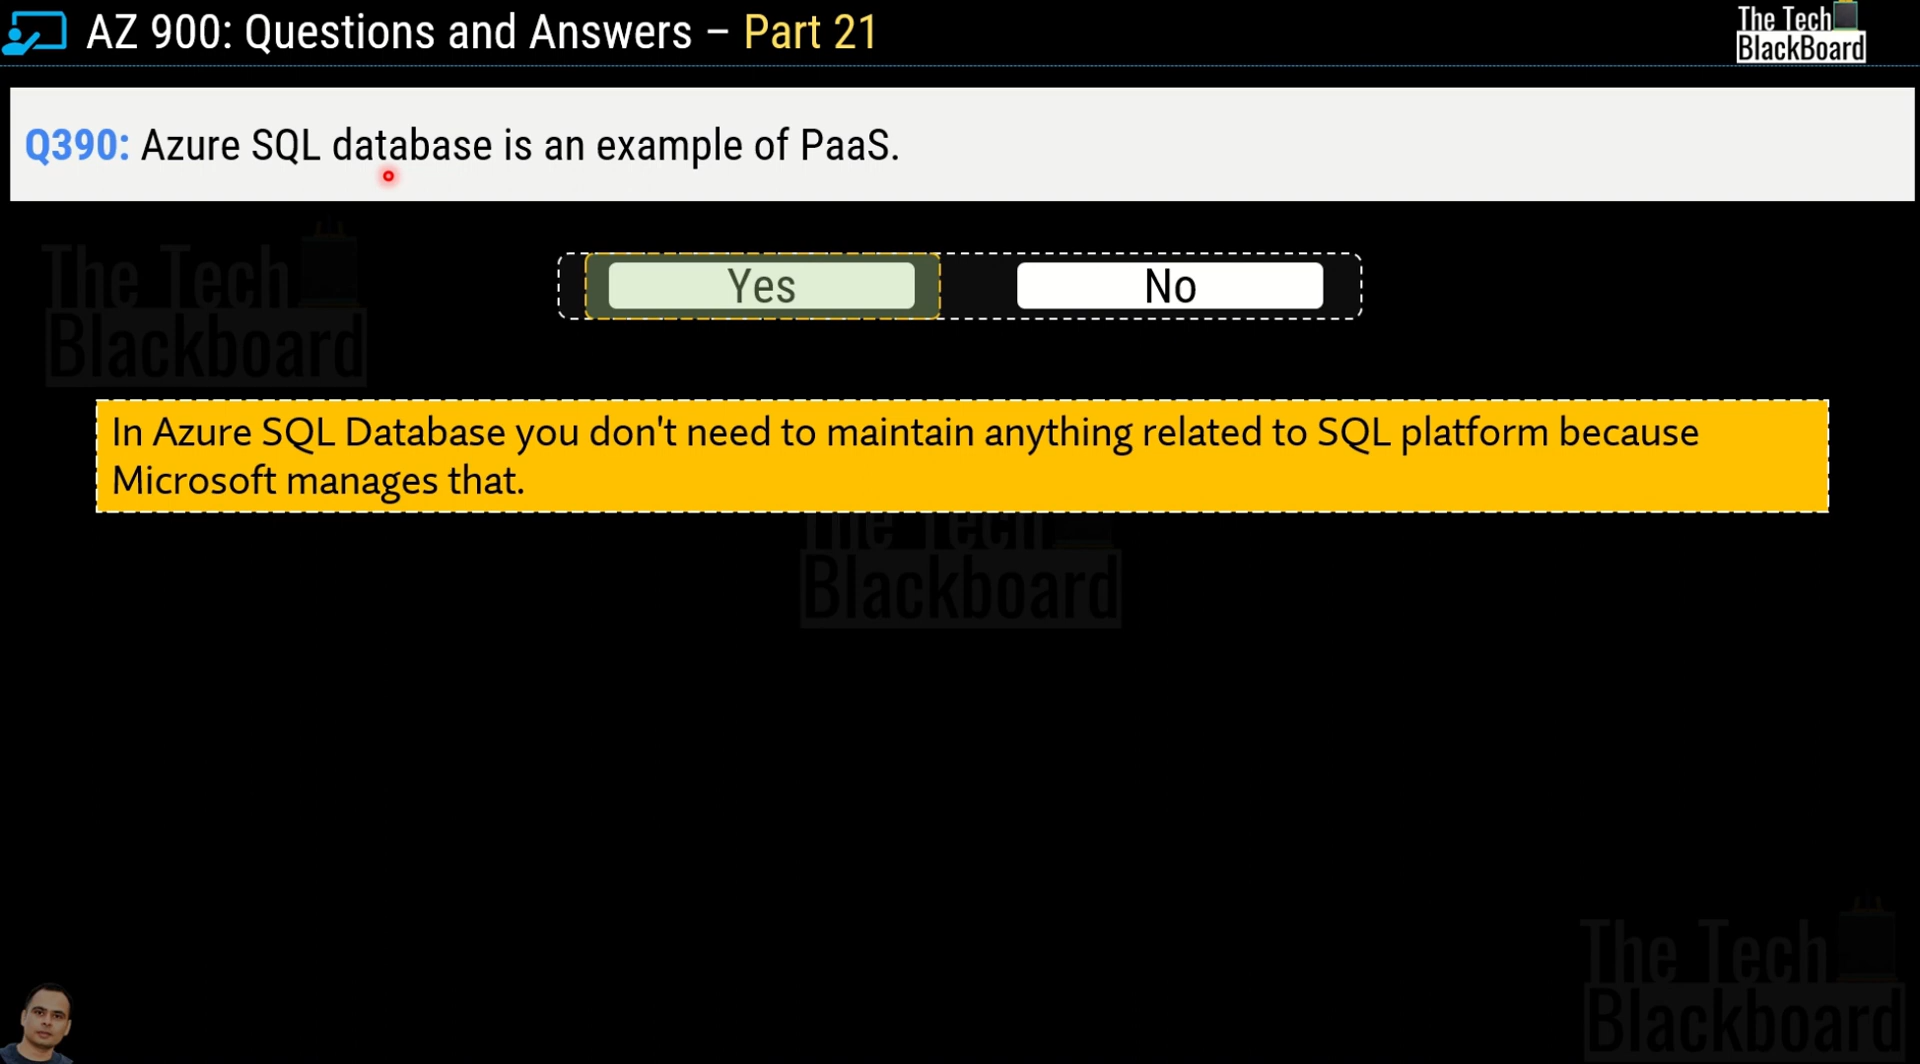 AZ 900: Questions and Answers – Part 21
The Tech
BlackBoard
Q390: Azure SQL database is an example of PaaS.
The Tech
Blackboard
Yes
No
In Azure SQL Database you don't need to maintain anything related to SQL platform because
Microsoft manages that.
The Tech
Blackboard
The Tech
Blackboard